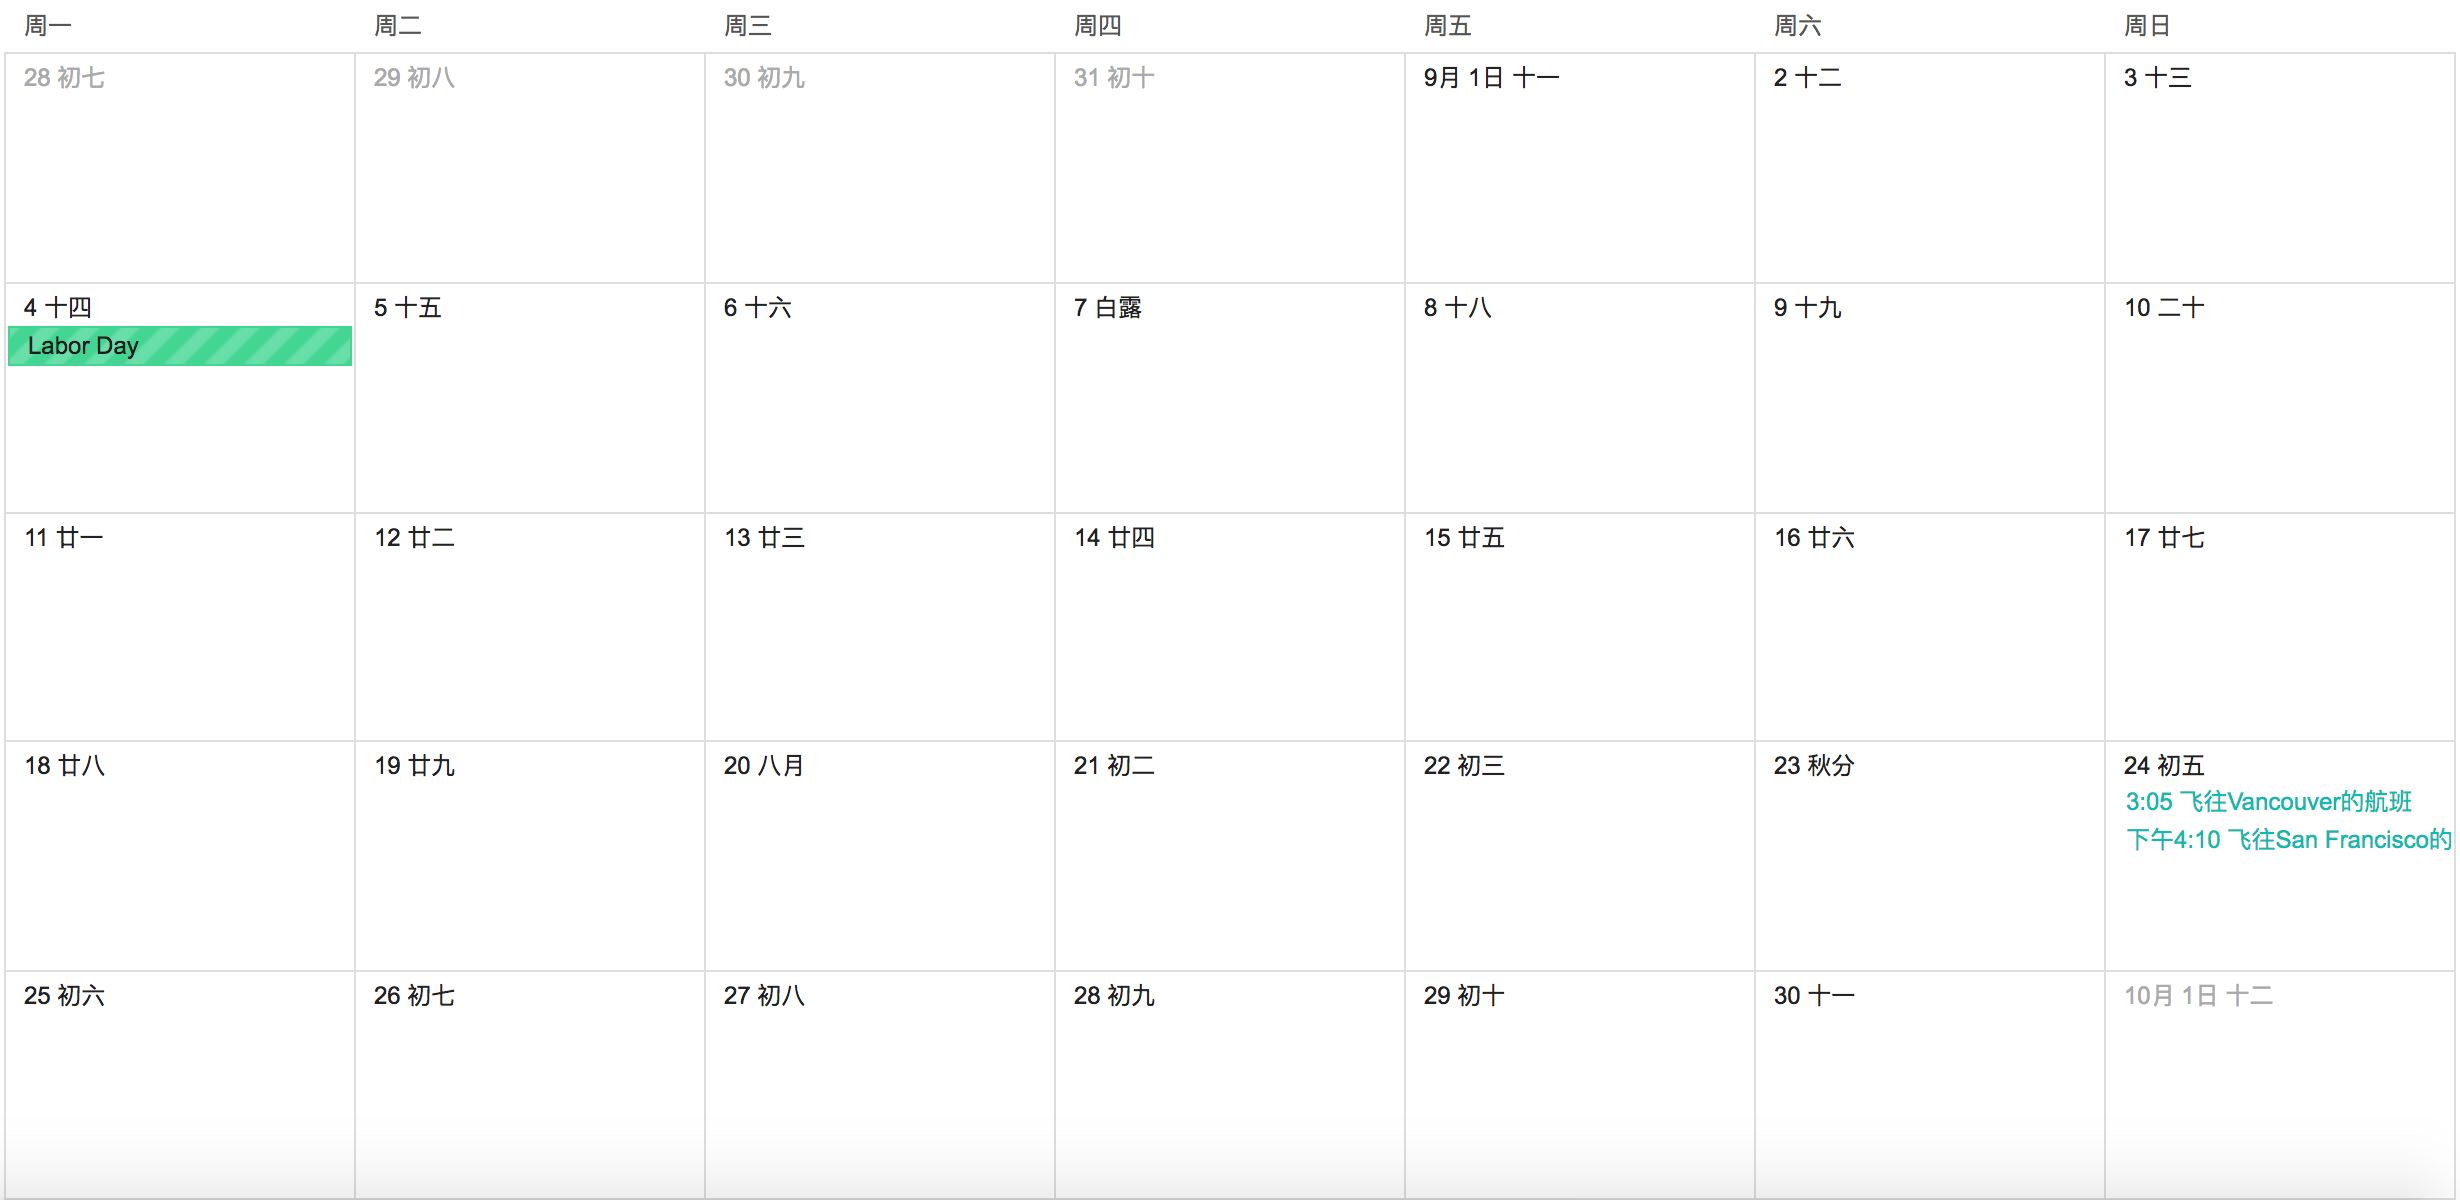 周一 周二 周三 周四 周五 周六 周日
28 初七 29 初八 30 初九 31 初十 9月 1日 十一 2 十二 3 十三
4 十四 5 十五 6 十六 7 白露 8 十八 9 十九 10 二十
Labor Day
11 廿一 12 廿二 13 廿三 14 廿四 15 廿五 16 廿六 17 廿七
18 廿八 19 廿九 20 八月 21 初二 22 初三 23 秋分 24 初五
3:05 飞往Vancouver的航班
下午4:10 飞往San Francisco的
25 初六 26 初七 27 初八 28 初九 29 初十 30 十一 10月 1日 十二